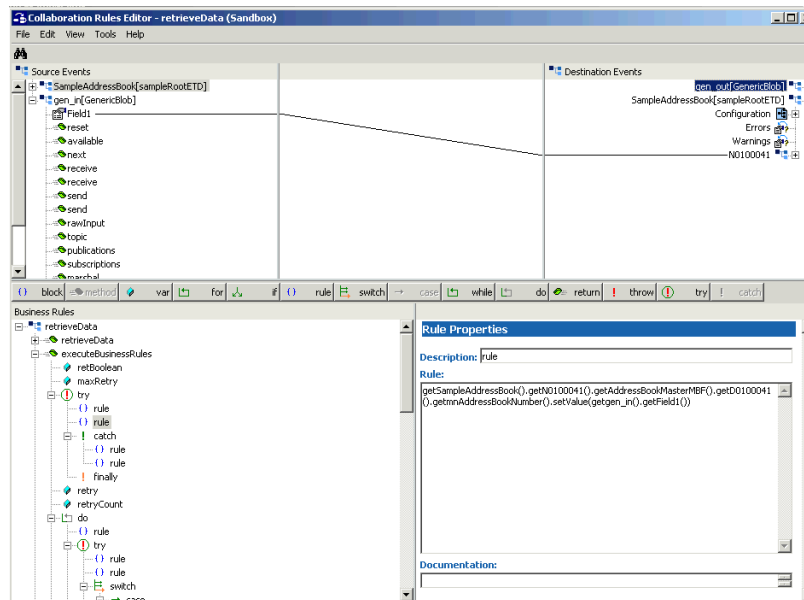 Collaboration Rules Editor - retrieveData (Sandbox)
File Edit View Tools Help
Source Events
Destination Events
SampleAddressBook[sampleRootETD]
gen_out[GenericBlob]
gen_in[GenericBlob]
SampleAddressBook[sampleRootETD]
Field1
Configuration
reset
Errors
available
Warnings
next
N0100041
receive
receive
send
send
rawInput
topic
publications
subscriptions
marshal
block method var for if rule switch case while do return throw try catch
Business Rules
retrieveData
Rule Properties
retrieveData
executeBusinessRules
Description: rule
retBoolean
Rule:
maxRetry
getSampleAddressBook().getN0100041().getAddressBookMasterMBF().getD0100041
().getmnAddressBookNumber().setValue(getgen_in().getField1())
try
rule
rule
catch
rule
rule
finally
retry
retryCount
do
rule
try
rule
Documentation:
rule
switch
case